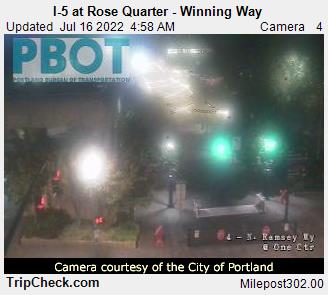 I-5 at Rose Quarter - Winning Way
Updated Jul 16 2022 4:58 AM Camera 4
PBOT
PORTLAND BUREAU OF TRANSPORTATION
4 - N. Ramsey Wy
@ One Ctr
Camera courtesy of the City of Portland
TripCheck.com Milepost302.00